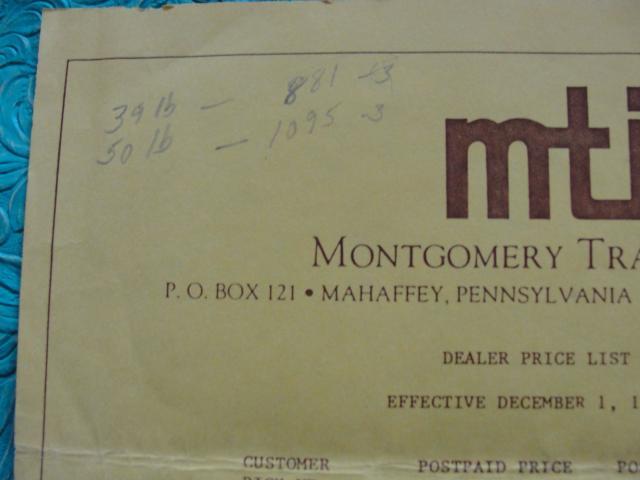 39 lb — 881 -3
50 lb — 1095 -3
mti
MONTGOMERY TRA
P. O. BOX 121 • MAHAFFEY, PENNSYLVANIA
DEALER PRICE LIST
EFFECTIVE DECEMBER 1, 1
CUSTOMER POSTPAID PRICE PO